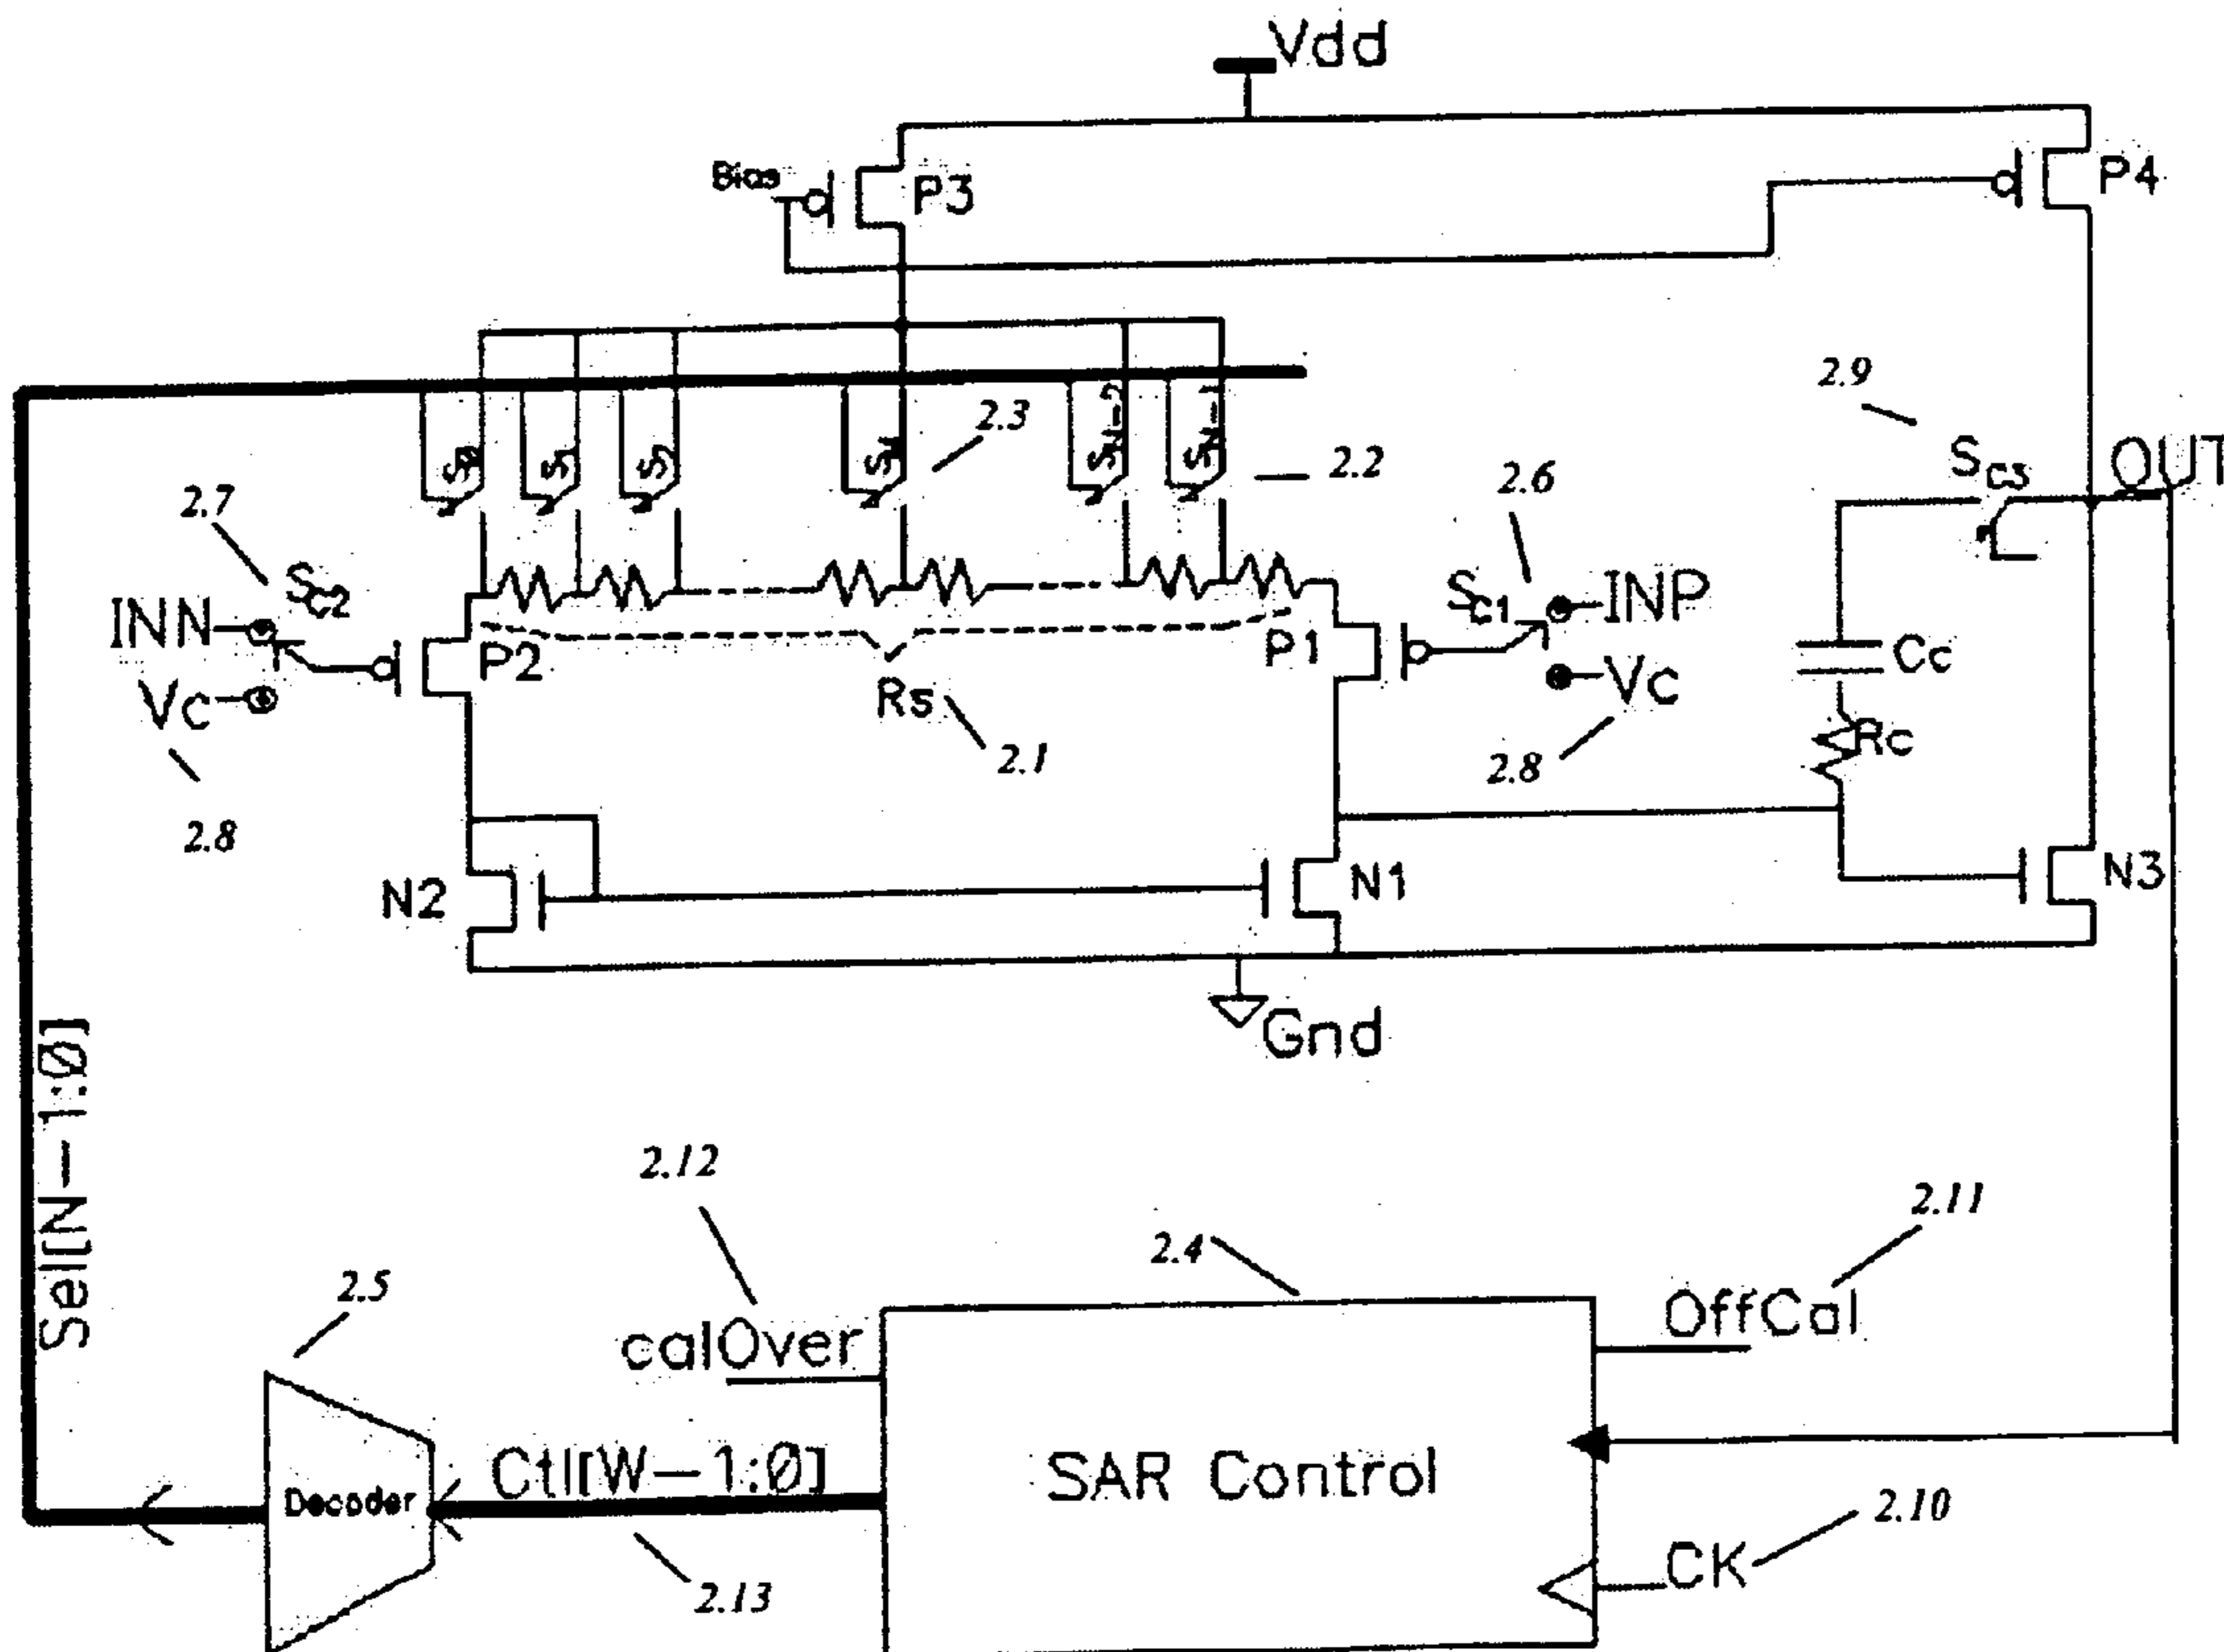 Vdd
Bias
P3
P4
2.9
2.3
2.2
2.6
2.7
SC3
OUT
SC2
INN
SC1
INP
P2
P1
Cc
Vc
Rs
Vc
Rc
2.1
2.8
2.8
N2
N1
N3
Gnd
Sel[N-1:0]
2.12
2.11
2.4
2.5
calOver
OffCal
Ctl[W-1:0]
SAR Control
Decoder
CK
2.10
2.13